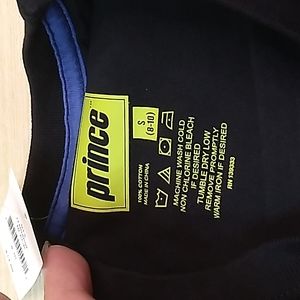 prince
S
(8-10)
100% COTTON
MADE IN CHINA
MACHINE WASH COLD
NON CHLORINE BLEACH
IF DESIRED
TUMBLE DRY LOW
REMOVE PROMPTLY
WARM IRON IF DESIRED
RN 139333